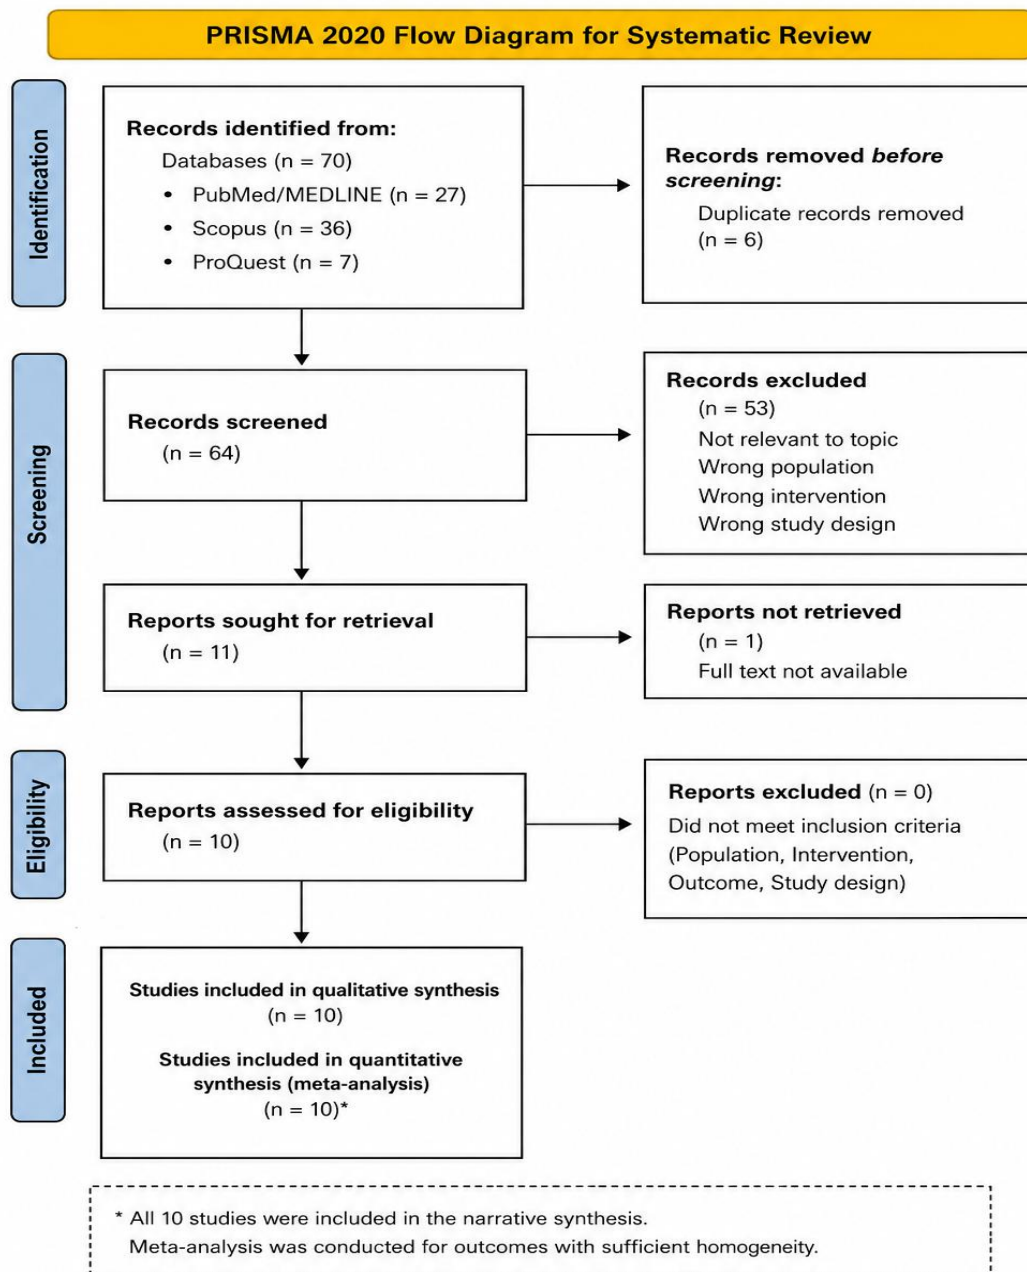 PRISMA 2020 Flow Diagram for Systematic Review
Identification
Records identified from:
Databases (n = 70)
• PubMed/MEDLINE (n = 27)
• Scopus (n = 36)
• ProQuest (n = 7)
Records removed before
screening:
Duplicate records removed
(n = 6)
Screening
Records screened
(n = 64)
Records excluded
(n = 53)
Not relevant to topic
Wrong population
Wrong intervention
Wrong study design
Reports sought for retrieval
(n = 11)
Reports not retrieved
(n = 1)
Full text not available
Eligibility
Reports assessed for eligibility
(n = 10)
Reports excluded (n = 0)
Did not meet inclusion criteria
(Population, Intervention,
Outcome, Study design)
Included
Studies included in qualitative synthesis
(n = 10)
Studies included in quantitative
synthesis (meta-analysis)
(n = 10)*
* All 10 studies were included in the narrative synthesis.
Meta-analysis was conducted for outcomes with sufficient homogeneity.